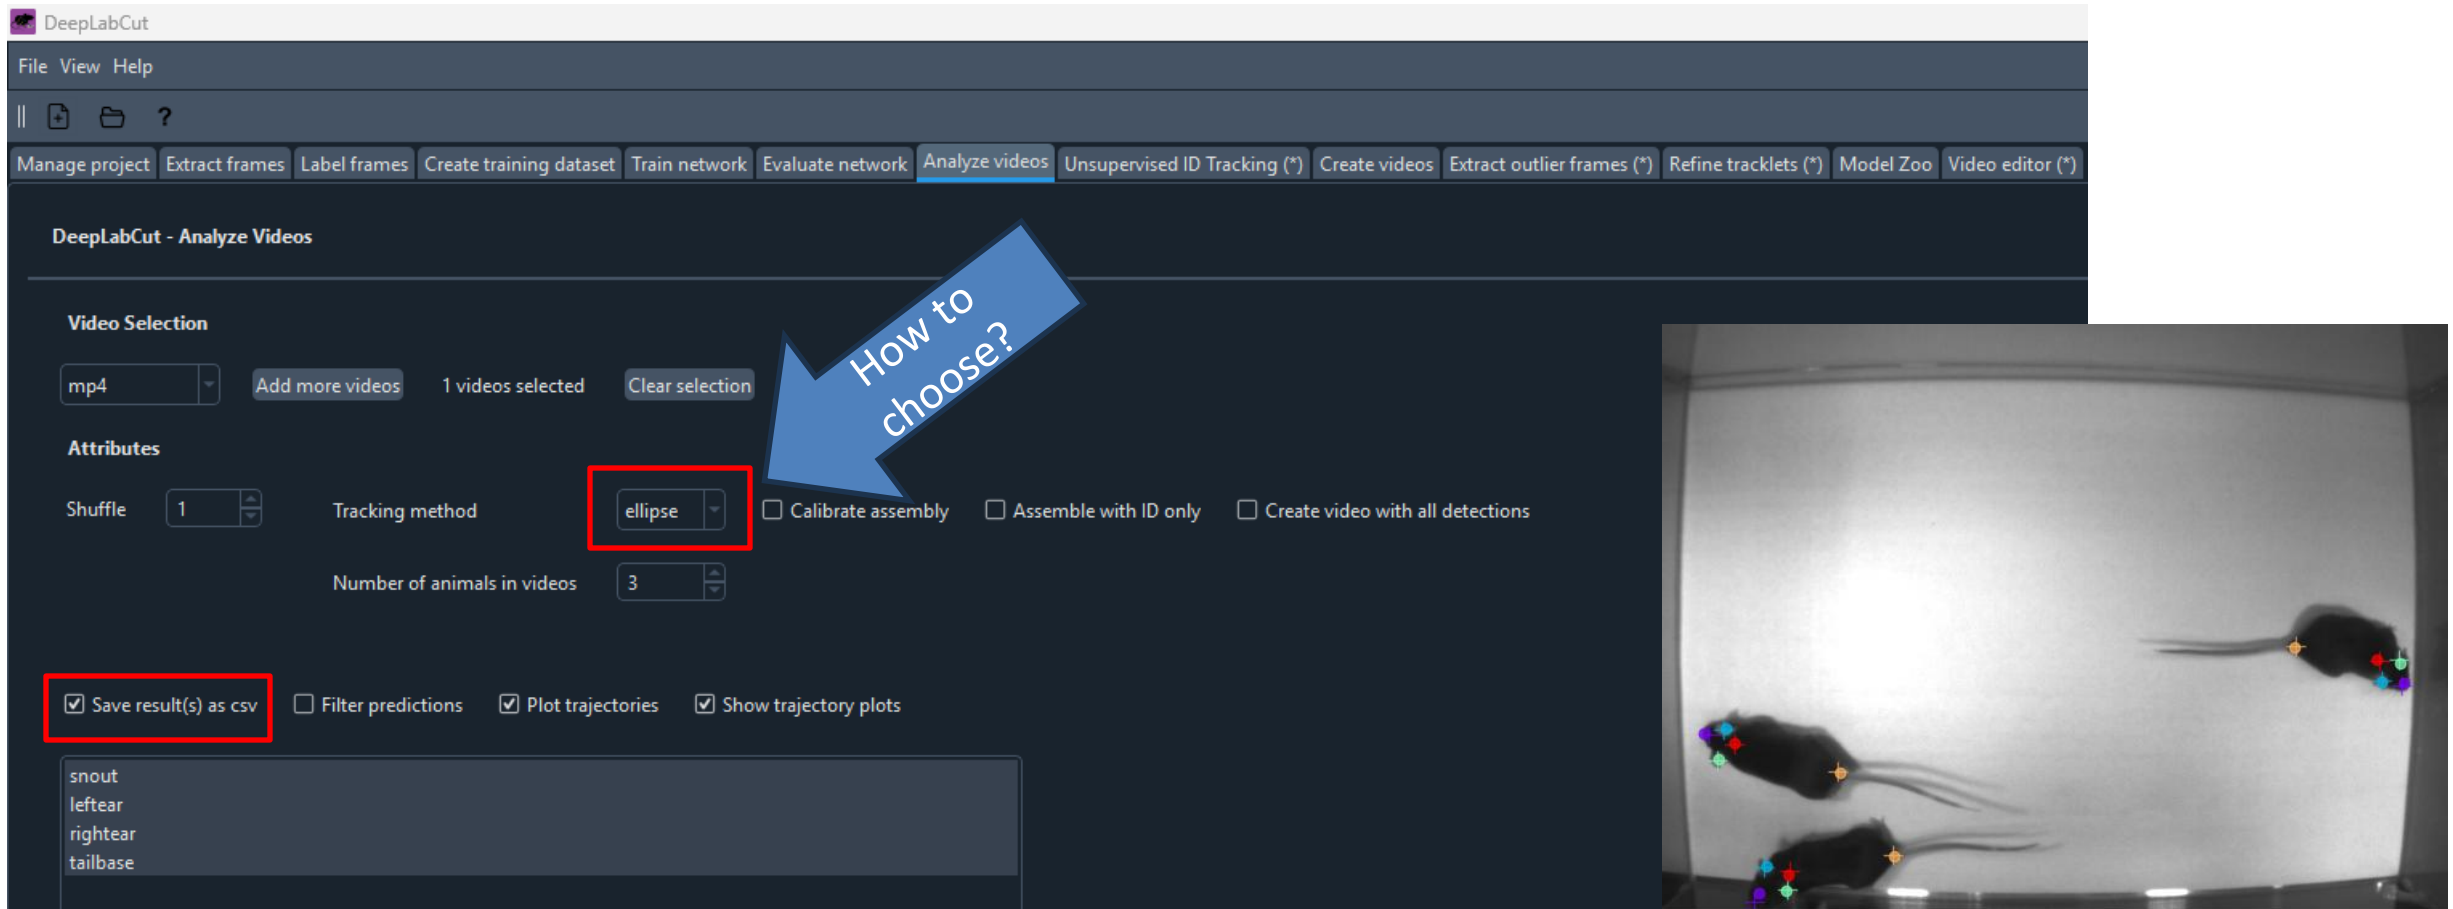 DeepLabCut
File View Help
?
Manage project Extract frames Label frames Create training dataset Train network Evaluate network Analyze videos Unsupervised ID Tracking (*) Create videos Extract outlier frames (*) Refine tracklets (*) Model Zoo Video editor (*)
DeepLabCut - Analyze Videos
How to
choose?
Video Selection
mp4 Add more videos 1 videos selected Clear selection
Attributes
Shuffle 1 Tracking method ellipse Calibrate assembly Assemble with ID only Create video with all detections
Number of animals in videos 3
Save result(s) as csv Filter predictions Plot trajectories Show trajectory plots
snout
leftear
rightear
tailbase